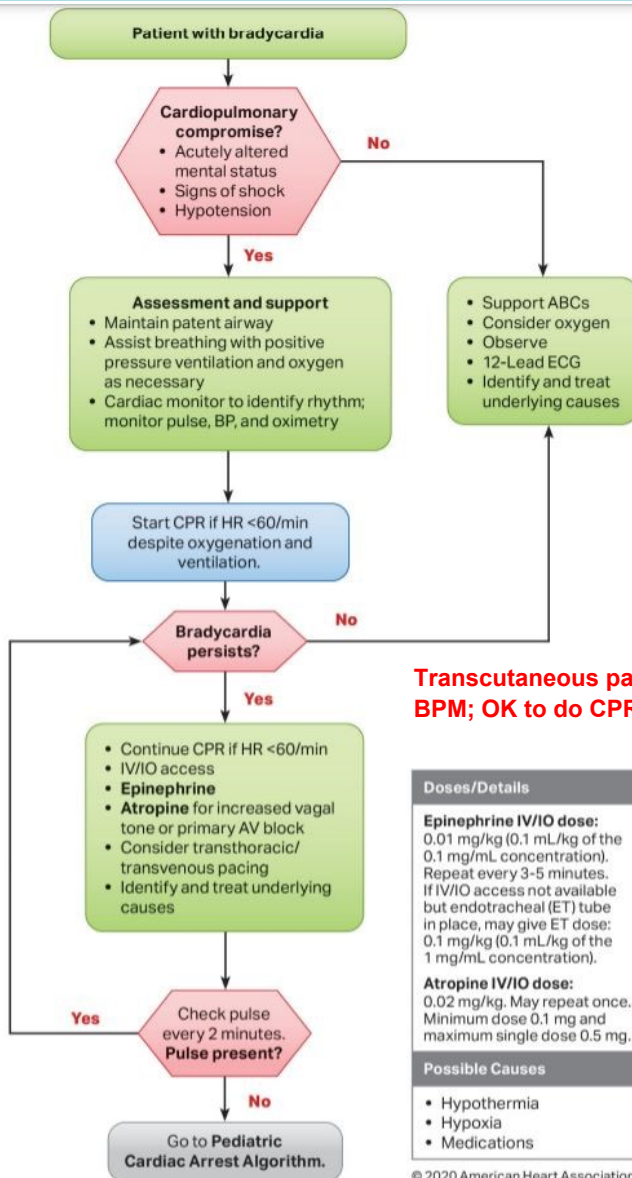 Patient with bradycardia
Cardiopulmonary
compromise?
• Acutely altered
mental status
• Signs of shock
• Hypotension
No
Yes
Assessment and support
• Maintain patent airway
• Assist breathing with positive
pressure ventilation and oxygen
as necessary
• Cardiac monitor to identify rhythm;
monitor pulse, BP, and oximetry
• Support ABCs
• Consider oxygen
• Observe
• 12-Lead ECG
• Identify and treat
underlying causes
Start CPR if HR <60/min
despite oxygenation and
ventilation.
Bradycardia
persists?
No
Yes
Transcutaneous pa
BPM; OK to do CPR
• Continue CPR if HR <60/min
• IV/IO access
• Epinephrine
• Atropine for increased vagal
tone or primary AV block
• Consider transthoracic/
transvenous pacing
• Identify and treat underlying
causes
Doses/Details
Epinephrine IV/IO dose:
0.01 mg/kg (0.1 mL/kg of the
0.1 mg/mL concentration).
Repeat every 3-5 minutes.
If IV/IO access not available
but endotracheal (ET) tube
in place, may give ET dose:
0.1 mg/kg (0.1 mL/kg of the
1 mg/mL concentration).
Atropine IV/IO dose:
0.02 mg/kg. May repeat once.
Minimum dose 0.1 mg and
maximum single dose 0.5 mg.
Possible Causes
• Hypothermia
• Hypoxia
• Medications
Check pulse
every 2 minutes.
Pulse present?
Yes
No
Go to Pediatric
Cardiac Arrest Algorithm.
© 2020 American Heart Association